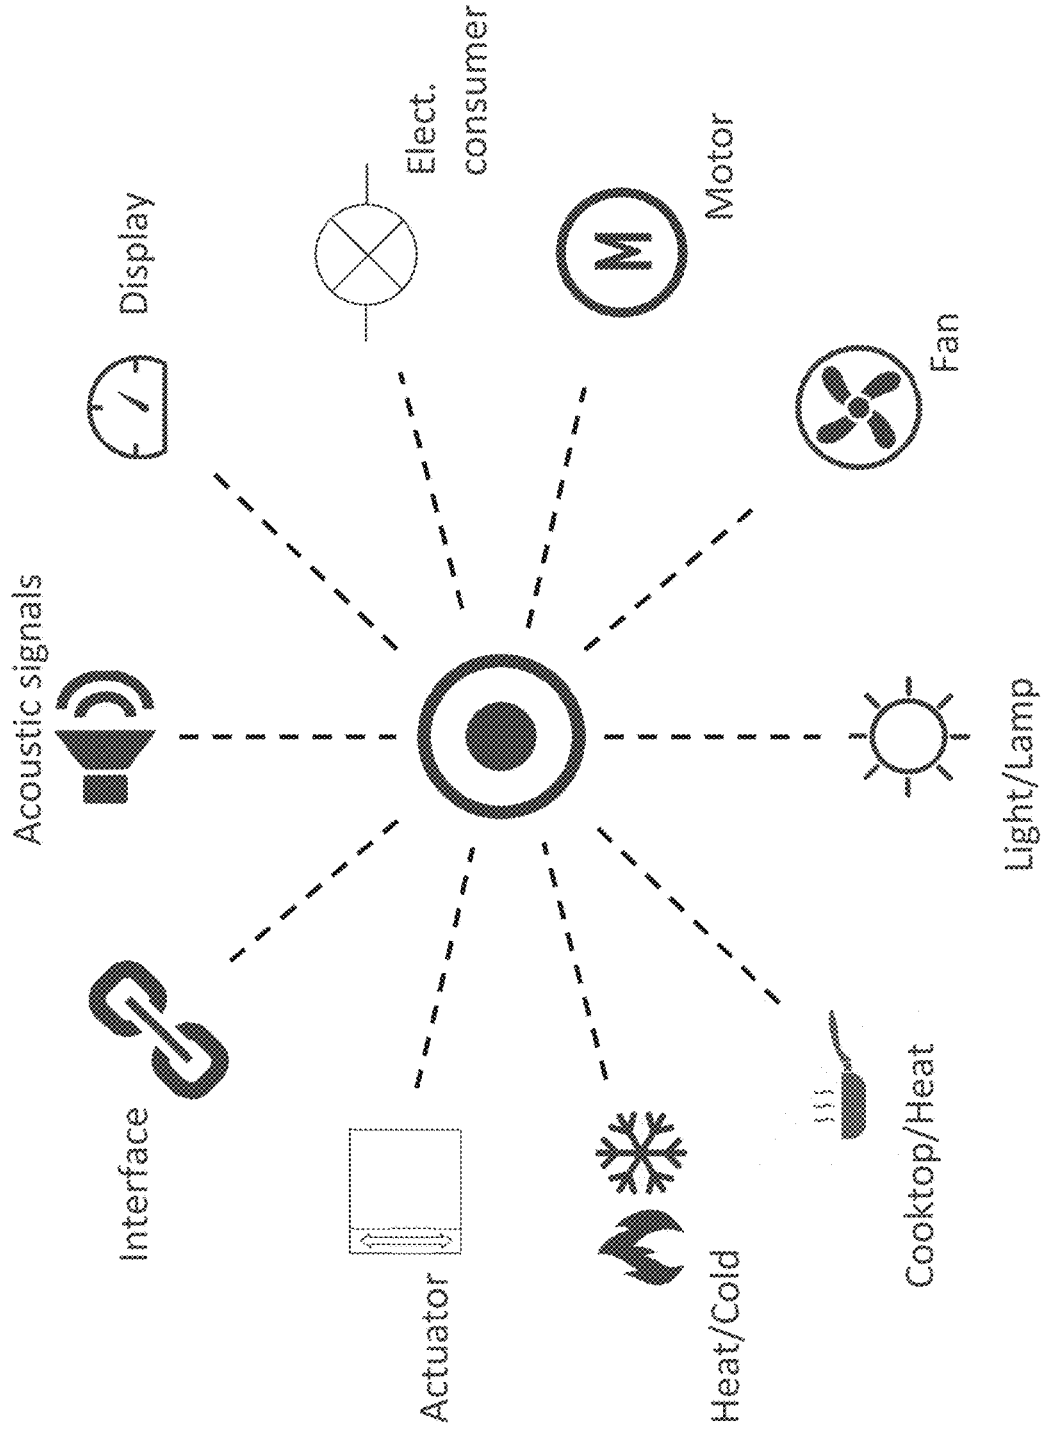 Acoustic signals
Display
Elect.
consumer
M
Motor
Fan
Light/Lamp
Cooktop/Heat
Heat/Cold
Actuator
Interface